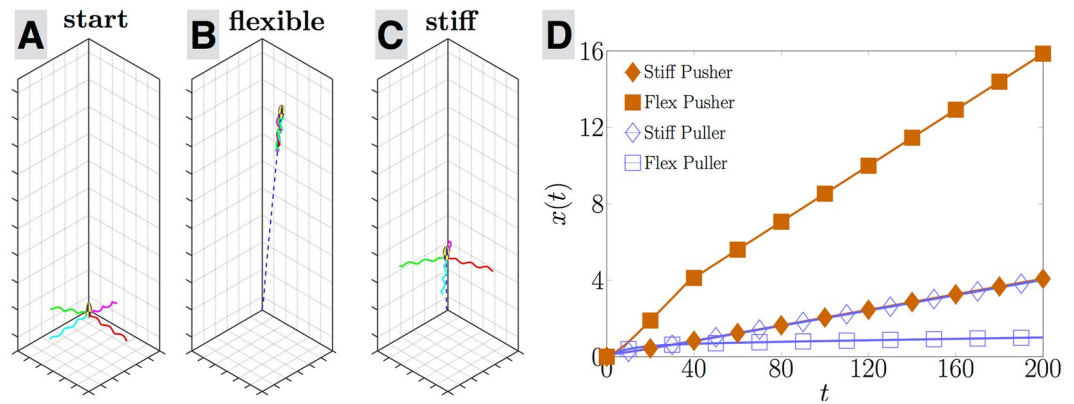 A start
B flexible
C stiff
D
16
12
8
4
0
x(t)
Stiff Pusher
Flex Pusher
Stiff Puller
Flex Puller
0 40 80 120 160 200
t